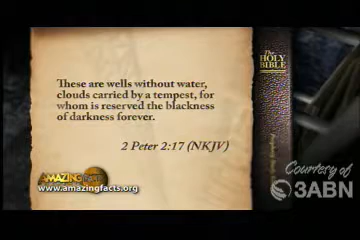 These are wells without water,
clouds carried by a tempest, for
whom is reserved the blackness
of darkness forever.
2 Peter 2:17 (NKJV)
The
HOLY
BIBLE
AMAZING FACTS
www.amazingfacts.org
Courtesy of
3ABN